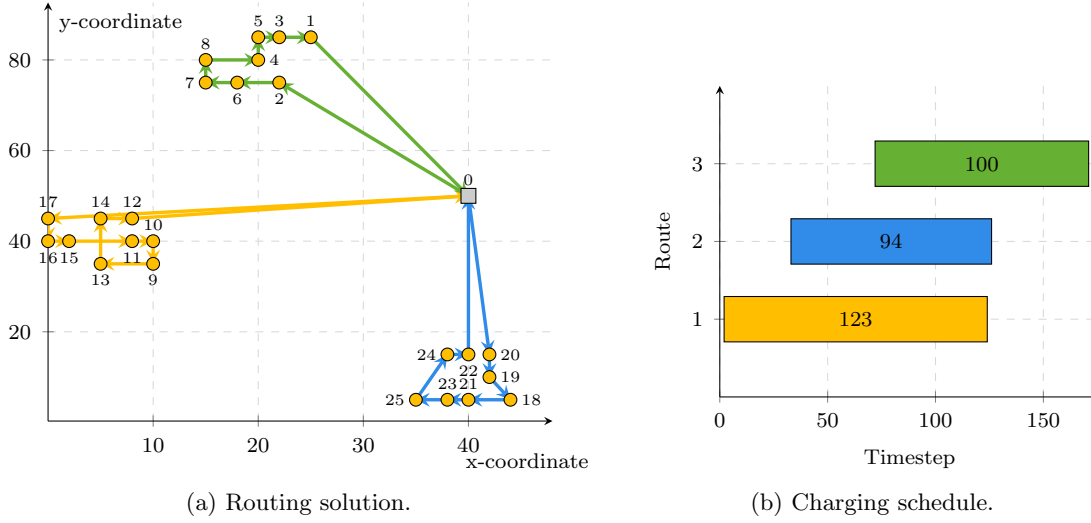 y-coordinate
5 3 1
8
80
4
7
6 2
60
0
17 14 12
10
40
16 15 11
13 9
20
24 20
22 19
23 21
25 18
10 20 30 40
x-coordinate
(a) Routing solution.
Route
3
100
2
94
1
123
0 50 100 150
Timestep
(b) Charging schedule.